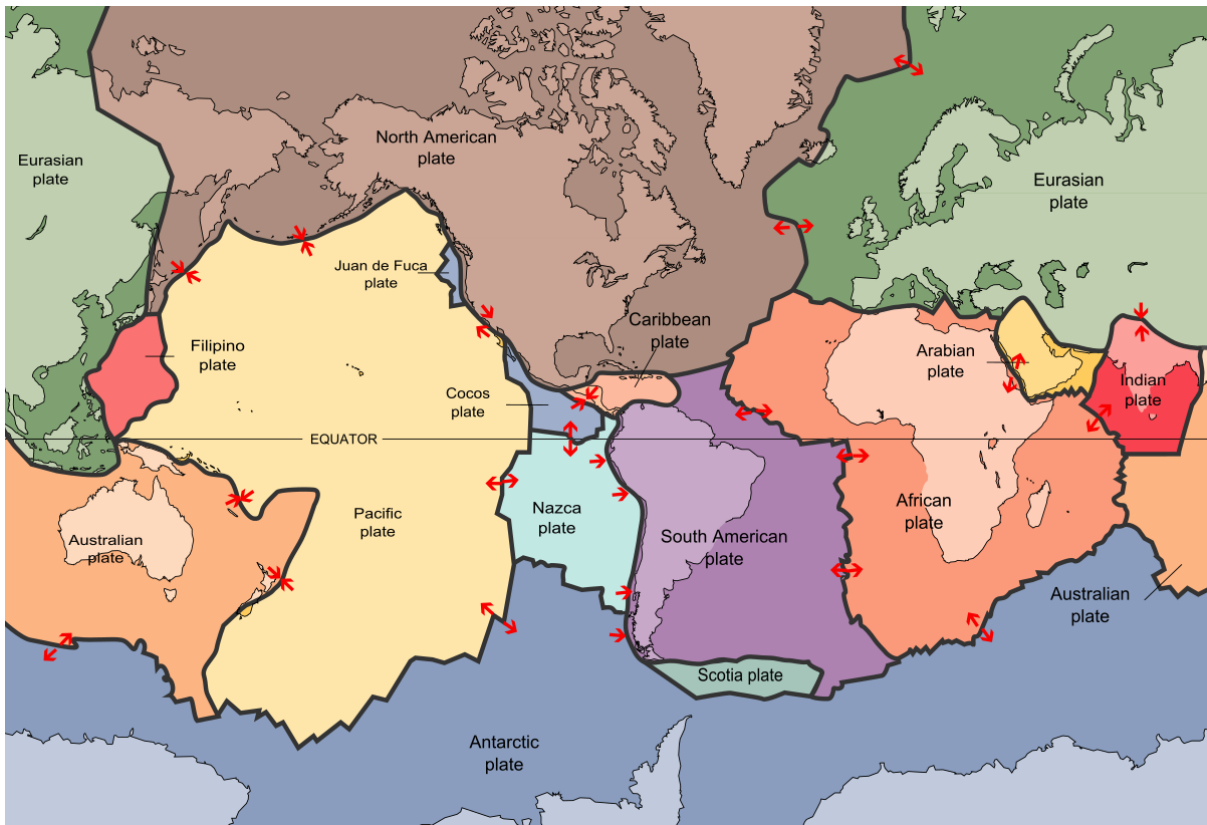 North American
plate
Eurasian
plate
Eurasian
plate
Juan de Fuca
plate
Caribbean
plate
Filipino
plate
Arabian
plate
Indian
plate
Cocos
plate
EQUATOR
Nazca
plate
African
plate
Pacific
plate
Australian
plate
South American
plate
Australian
plate
Scotia plate
Antarctic
plate